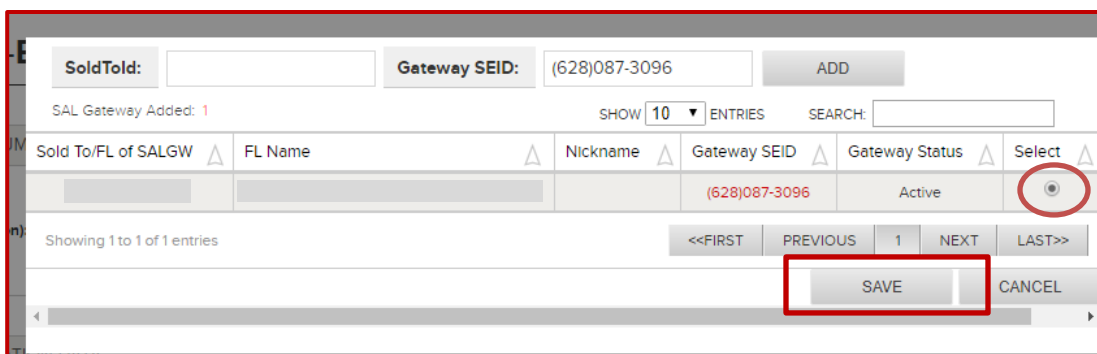 -E
SoldToId: Gateway SEID: (628)087-3096 ADD
SAL Gateway Added: 1 SHOW 10 ENTRIES SEARCH:
Sold To/FL of SALGW FL Name Nickname Gateway SEID Gateway Status Select
(628)087-3096 Active
on):
Showing 1 to 1 of 1 entries <<FIRST PREVIOUS 1 NEXT LAST>>
SAVE CANCEL